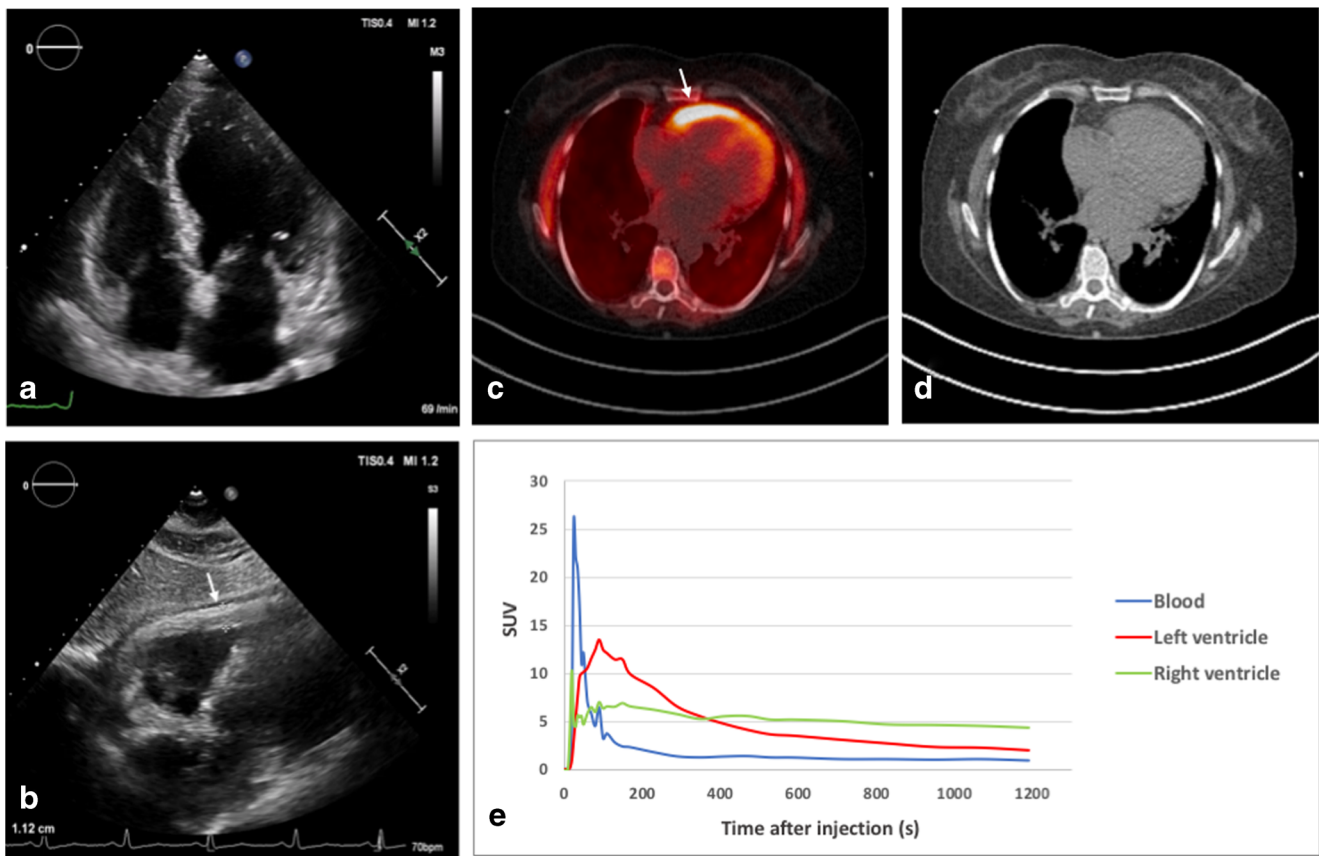 TIS0.4 MI 1.2
0
M3
X2
a
69 /min
c
d
TIS0.4 MI 1.2
0
S3
X2
b
1.12 cm
70bpm
30
25
20
15
10
5
0
SUV
0 200 400 600 800 1000 1200
Time after injection (s)
Blood
Left ventricle
Right ventricle
e